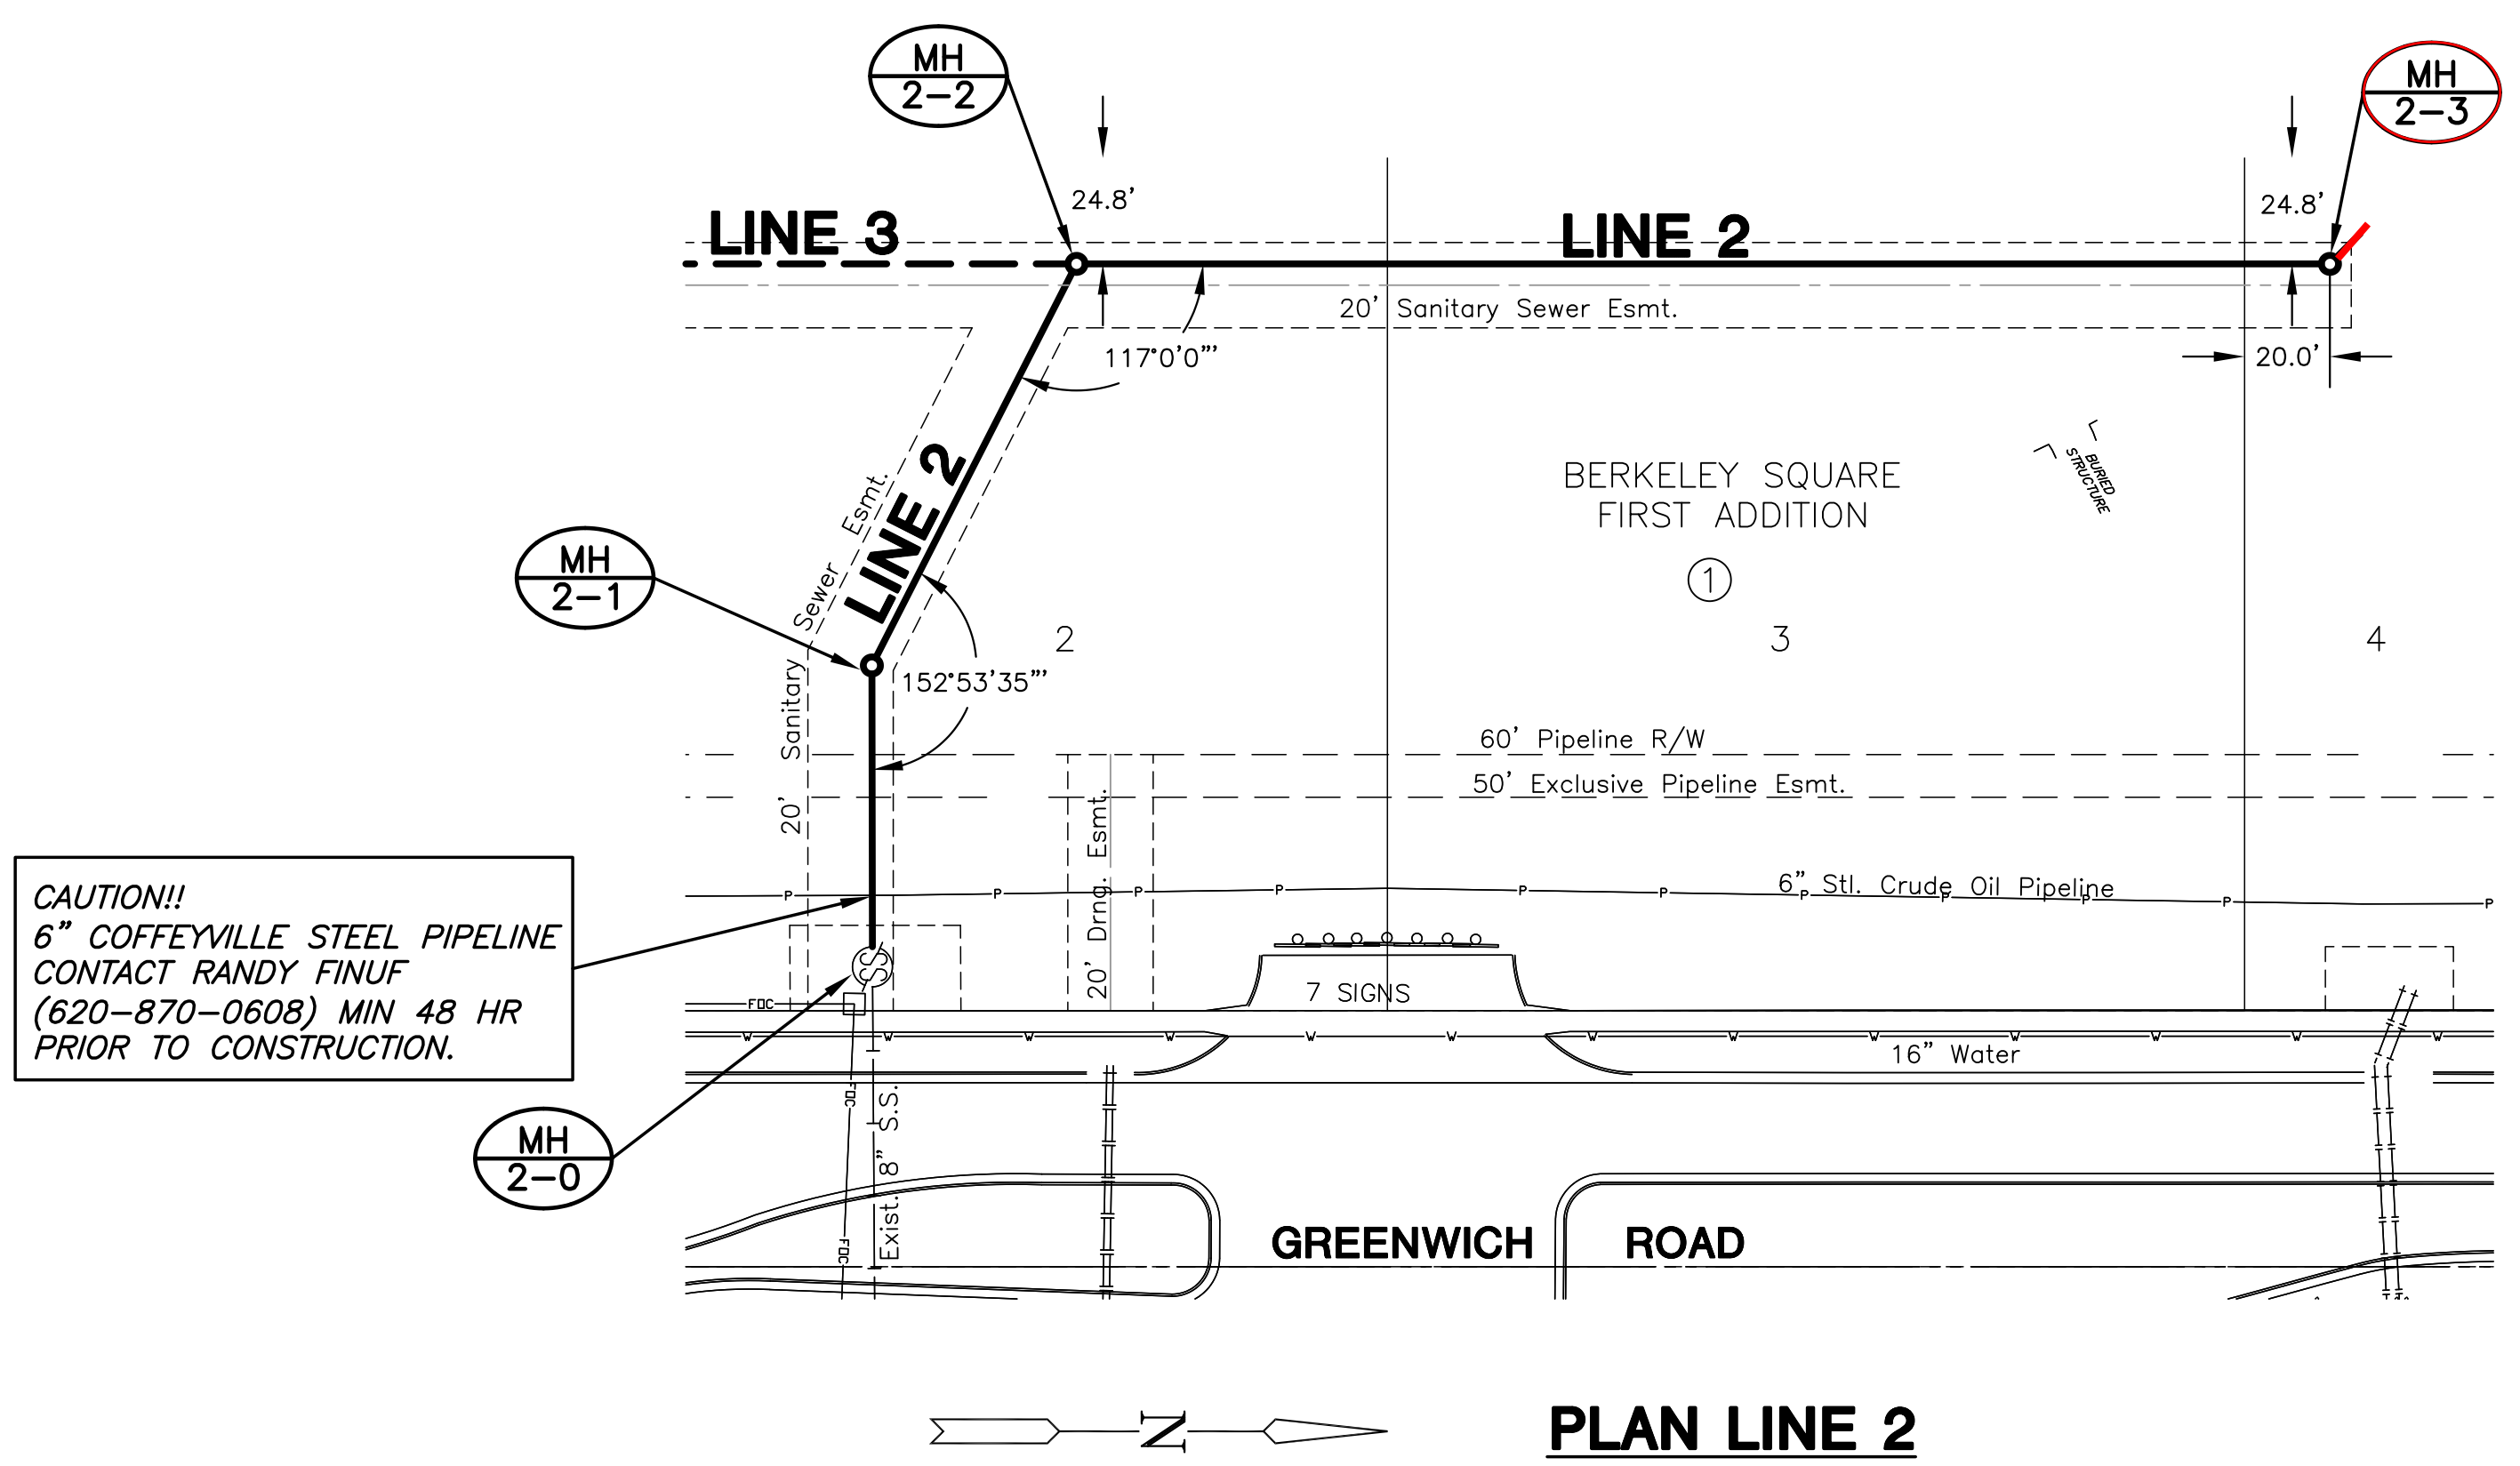 MH
2-2
MH
2-3
24.8'
24.8'
LINE 3
LINE 2
20' Sanitary Sewer Esmt.
117°0'0"'
20.0'
BURIED
STRUCTURE
BERKELEY SQUARE
FIRST ADDITION
1
LINE 2
20' Sanitary Sewer Esmt.
MH
2-1
2
3
4
152°53'35"'
60' Pipeline R/W
50' Exclusive Pipeline Esmt.
20' Drng. Esmt.
CAUTION!!
6" COFFEYVILLE STEEL PIPELINE
CONTACT RANDY FINUF
(620-870-0608) MIN 48 HR
PRIOR TO CONSTRUCTION.
P P P P P P P P P P P
6" Stl. Crude Oil Pipeline
SS
7 SIGNS
FOC
W W W W W W W W W W W W W
16" Water
FOC
Exist. 8" S.S.
MH
2-0
FOC
GREENWICH ROAD
N
PLAN LINE 2